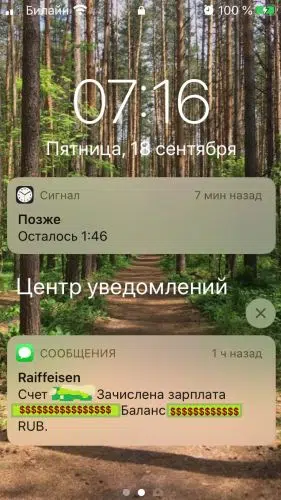 Билайн 100 %
07:16
Пятница, 18 сентября
Сигнал 7 мин назад
Позже
Осталось 1:46
Центр уведомлений
СООБЩЕНИЯ 1 ч назад
Raiffeisen
Счет Зачислена зарплата
$$$$$$$$$$$$$$$$ Баланс $$$$$$$$$$$$
RUB.